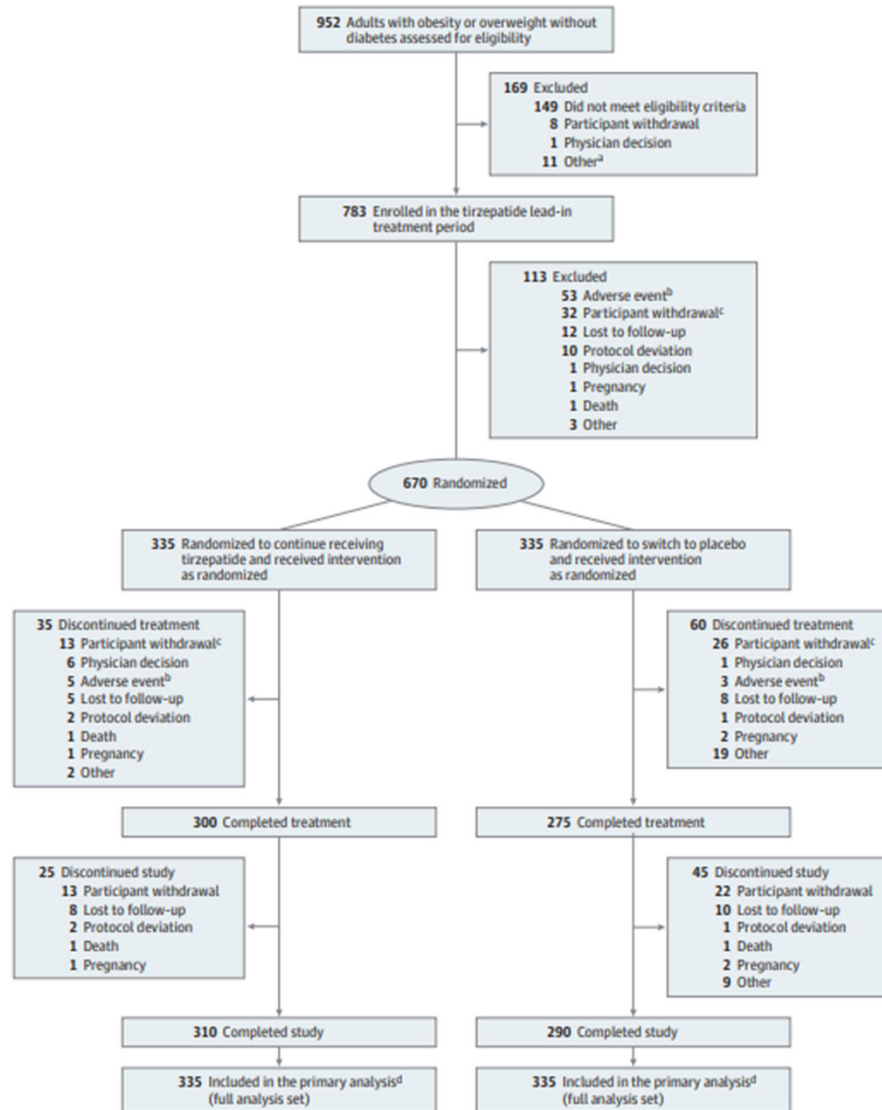 952 Adults with obesity or overweight without
diabetes assessed for eligibility
169 Excluded
149 Did not meet eligibility criteria
8 Participant withdrawal
1 Physician decision
11 Otherᵃ
783 Enrolled in the tirzepatide lead-in
treatment period
113 Excluded
53 Adverse eventᵇ
32 Participant withdrawalᶜ
12 Lost to follow-up
10 Protocol deviation
1 Physician decision
1 Pregnancy
1 Death
3 Other
670 Randomized
335 Randomized to continue receiving
tirzepatide and received intervention
as randomized
335 Randomized to switch to placebo
and received intervention
as randomized
35 Discontinued treatment
13 Participant withdrawalᶜ
6 Physician decision
5 Adverse eventᵇ
5 Lost to follow-up
2 Protocol deviation
1 Death
1 Pregnancy
2 Other
60 Discontinued treatment
26 Participant withdrawalᶜ
1 Physician decision
3 Adverse eventᵇ
8 Lost to follow-up
1 Protocol deviation
2 Pregnancy
19 Other
300 Completed treatment
275 Completed treatment
25 Discontinued study
13 Participant withdrawal
8 Lost to follow-up
2 Protocol deviation
1 Death
1 Pregnancy
45 Discontinued study
22 Participant withdrawal
10 Lost to follow-up
1 Protocol deviation
1 Death
2 Pregnancy
9 Other
310 Completed study
290 Completed study
335 Included in the primary analysisᵈ
(full analysis set)
335 Included in the primary analysisᵈ
(full analysis set)